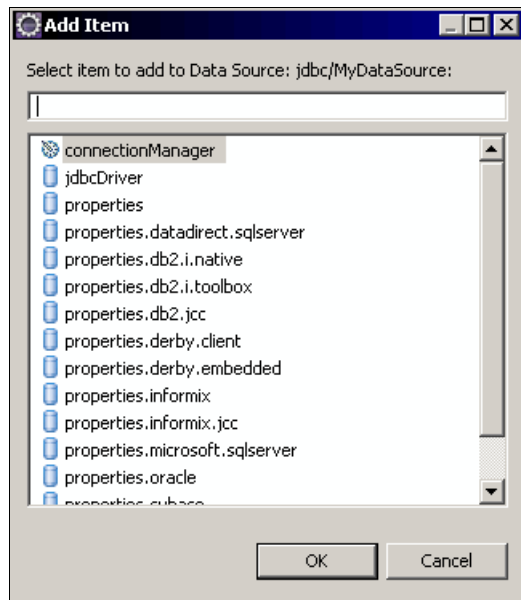 Add Item
Select item to add to Data Source: jdbc/MyDataSource:
connectionManager
jdbcDriver
properties
properties.datadirect.sqlserver
properties.db2.i.native
properties.db2.i.toolbox
properties.db2.jcc
properties.derby.client
properties.derby.embedded
properties.informix
properties.informix.jcc
properties.microsoft.sqlserver
properties.oracle
OK Cancel